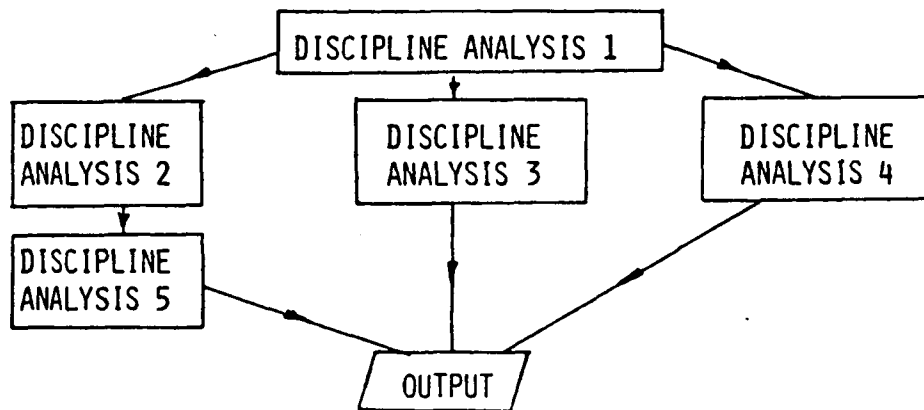 DISCIPLINE ANALYSIS 1
DISCIPLINE
ANALYSIS 2
DISCIPLINE
ANALYSIS 3
DISCIPLINE
ANALYSIS 4
DISCIPLINE
ANALYSIS 5
OUTPUT